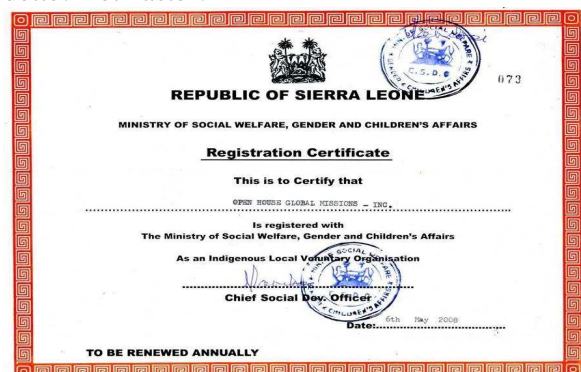 073
REPUBLIC OF SIERRA LEONE
MINISTRY OF SOCIAL WELFARE, GENDER AND CHILDREN'S AFFAIRS
Registration Certificate
This is to Certify that
OPEN HOUSE GLOBAL MISSIONS - INC.
Is registered with
The Ministry of Social Welfare, Gender and Children's Affairs
As an Indigenous Local Voluntary Organisation
Chief Social Dev. Officer
Date: 6th May 2008
TO BE RENEWED ANNUALLY